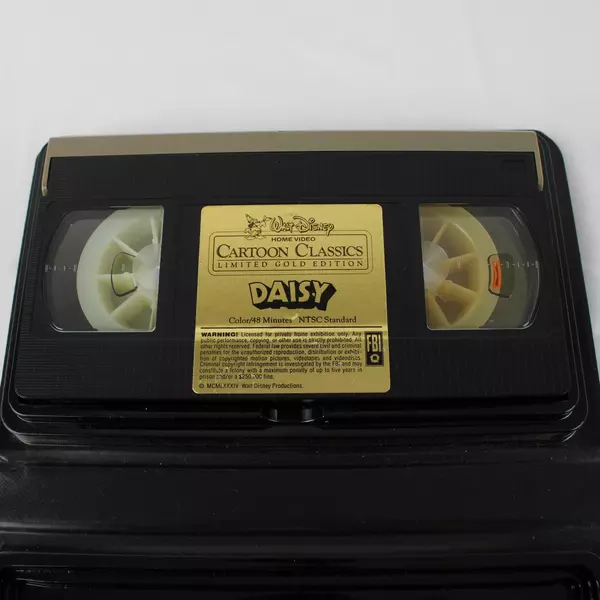 Walt Disney
HOME VIDEO
CARTOON CLASSICS
LIMITED GOLD EDITION
DAISY
Color/48 Minutes NTSC Standard
WARNING! Licensed for private home exhibition only. Any
public performance, copying, or other use is strictly prohibited. All
other rights reserved. Federal law provides severe civil and criminal
penalties for the unauthorized reproduction, distribution or exhibi-
tion of copyrighted motion pictures, videotapes and videodiscs.
Criminal copyright infringement is investigated by the FBI and may
constitute a felony with a maximum penalty of up to five years in
prison and/or a $250,000 fine.
© MCMLXXXIV Walt Disney Productions.
FBI